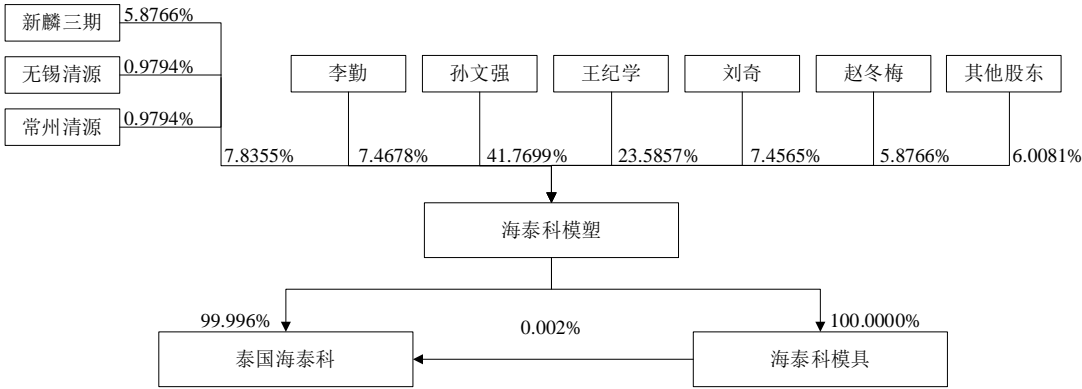 新麟三期
5.8766%
无锡清源
0.9794%
常州清源
0.9794%
李勤
孙文强
王纪学
刘奇
赵冬梅
其他股东
7.8355%
7.4678%
41.7699%
23.5857%
7.4565%
5.8766%
6.0081%
海泰科模塑
99.996%
0.002%
100.0000%
泰国海泰科
海泰科模具